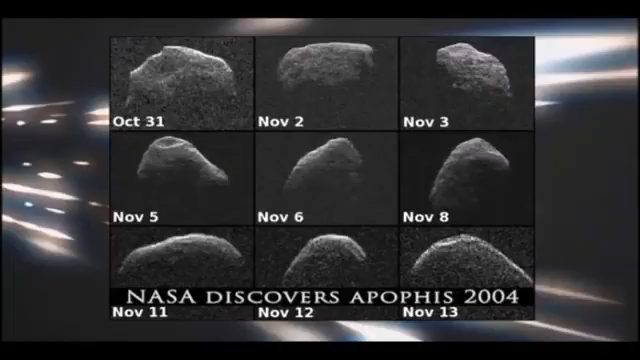 Oct 31
Nov 2
Nov 3
Nov 5
Nov 6
Nov 8
NASA DISCOVERS APOPHIS 2004
Nov 11
Nov 12
Nov 13